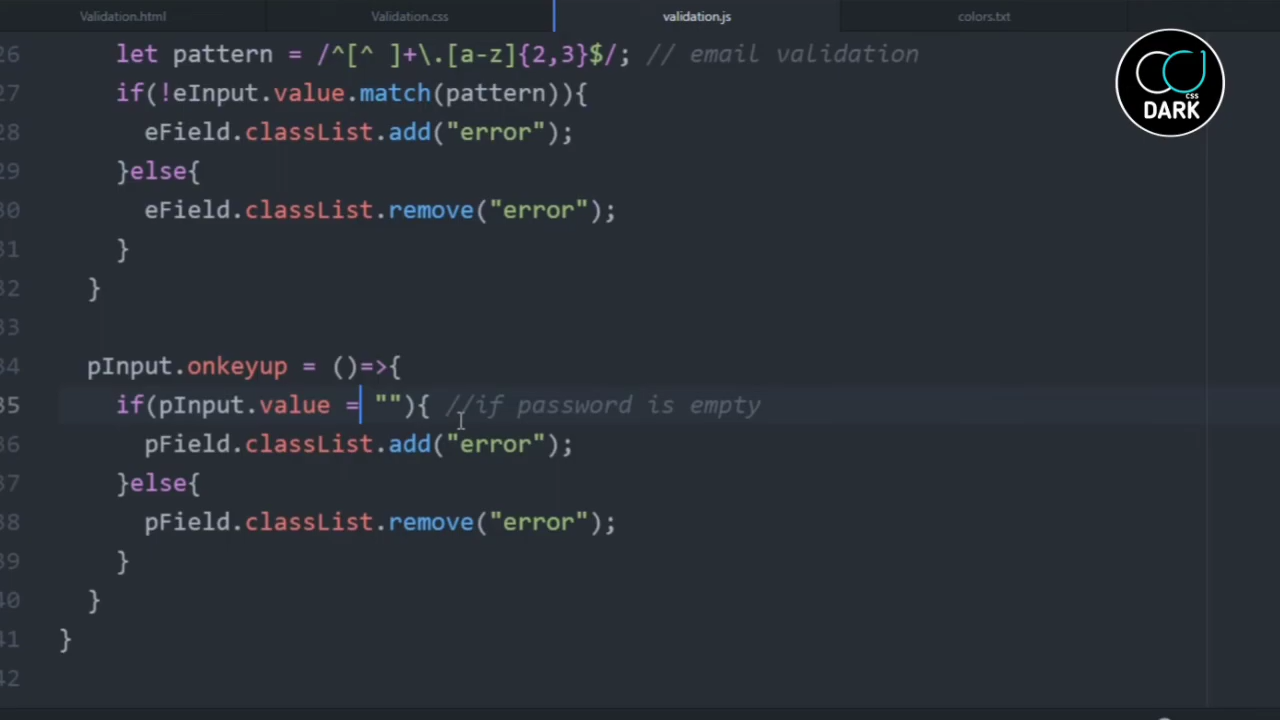 Validation.html
Validation.css
validation.js
colors.txt
CSS
DARK
26 let pattern = /^[^ ]+\.[a-z]{2,3}$/; // email validation
27 if(!eInput.value.match(pattern)){
28 eField.classList.add("error");
29 }else{
30 eField.classList.remove("error");
31 }
32 }
33
34 pInput.onkeyup = ()=>{
35 if(pInput.value = ""){ //if password is empty
36 pField.classList.add("error");
37 }else{
38 pField.classList.remove("error");
39 }
40 }
41 }
42